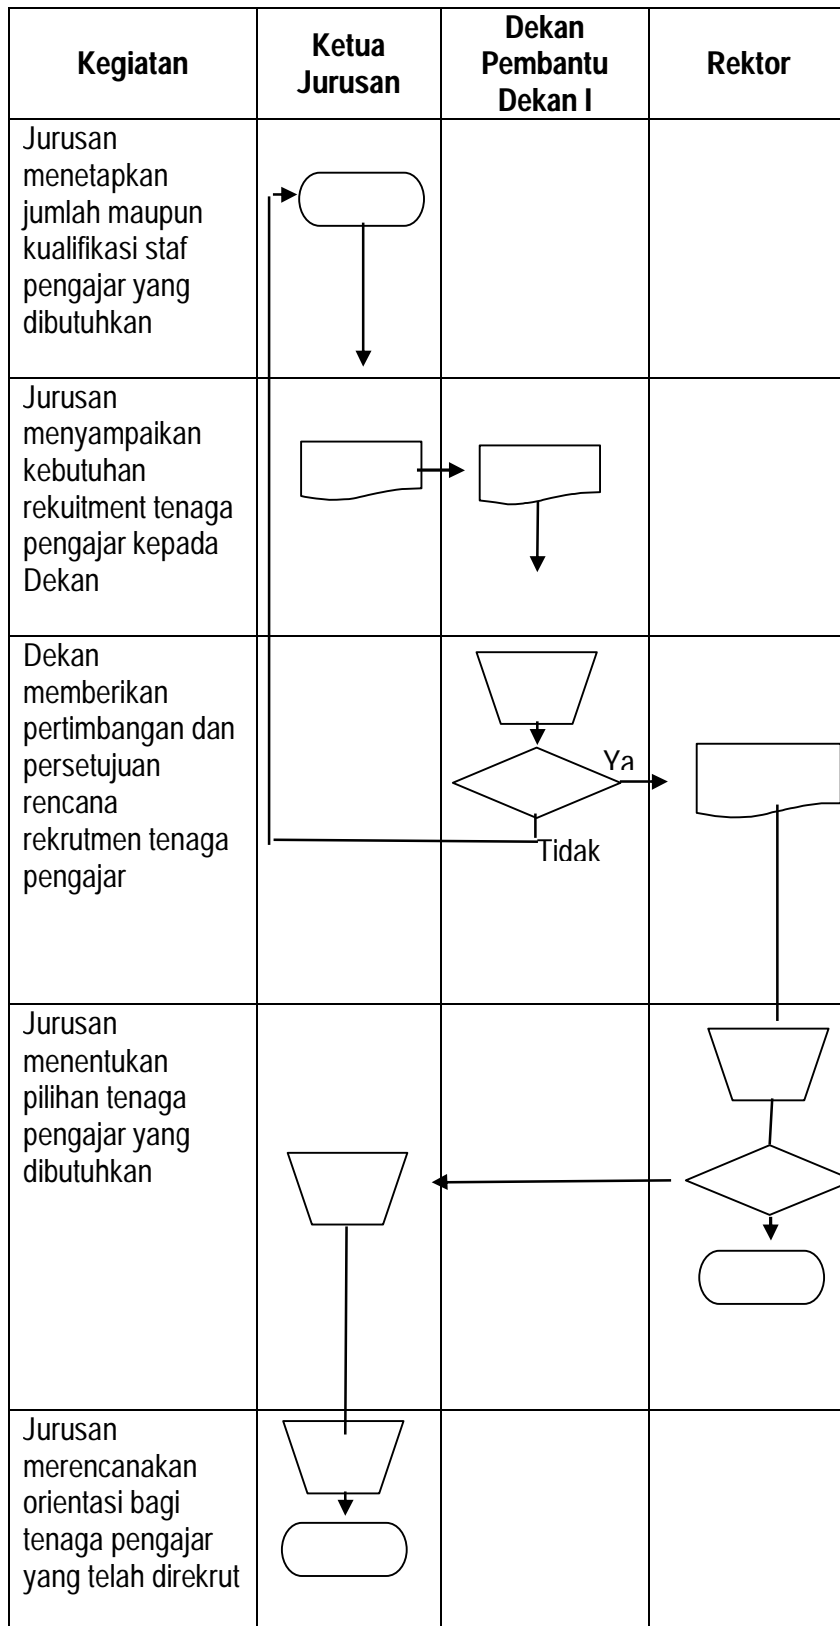 Kegiatan
Ketua
Jurusan
Dekan
Pembantu
Dekan I
Rektor
Jurusan
menetapkan
jumlah maupun
kualifikasi staf
pengajar yang
dibutuhkan
Jurusan
menyampaikan
kebutuhan
rekuitment tenaga
pengajar kepada
Dekan
Dekan
memberikan
pertimbangan dan
persetujuan
rencana
rekrutmen tenaga
pengajar
Ya
Tidak
Jurusan
menentukan
pilihan tenaga
pengajar yang
dibutuhkan
Jurusan
merencanakan
orientasi bagi
tenaga pengajar
yang telah direkrut